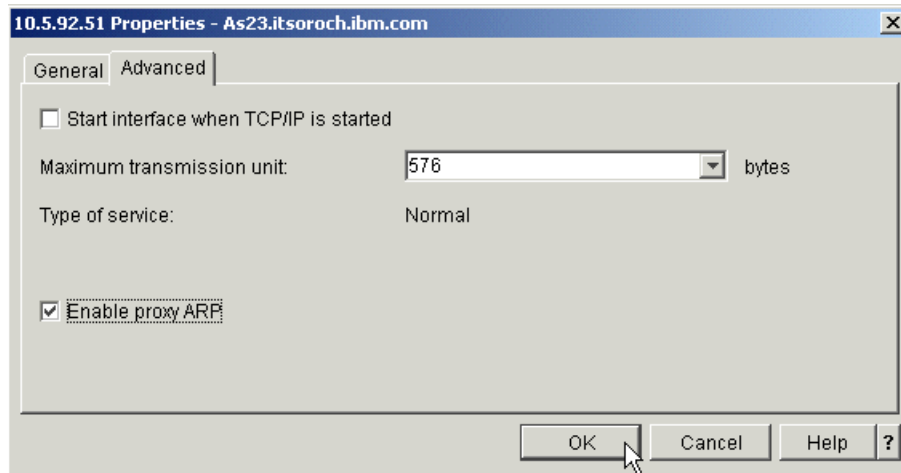 10.5.92.51 Properties - As23.itsoroch.ibm.com
General Advanced
Start interface when TCP/IP is started
Maximum transmission unit: 576 bytes
Type of service: Normal
Enable proxy ARP
OK Cancel Help ?